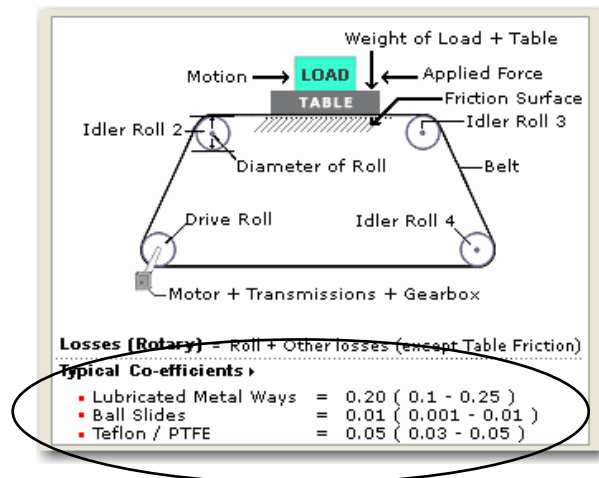 Weight of Load + Table
Motion LOAD Applied Force
TABLE Friction Surface
Idler Roll 2 Idler Roll 3
Diameter of Roll Belt
Drive Roll Idler Roll 4
Motor + Transmissions + Gearbox
Losses (Rotary) = Roll + Other losses (except Table Friction)
Typical Co-efficients
Lubricated Metal Ways = 0.20 ( 0.1 - 0.25 )
Ball Slides = 0.01 ( 0.001 - 0.01 )
Teflon / PTFE = 0.05 ( 0.03 - 0.05 )